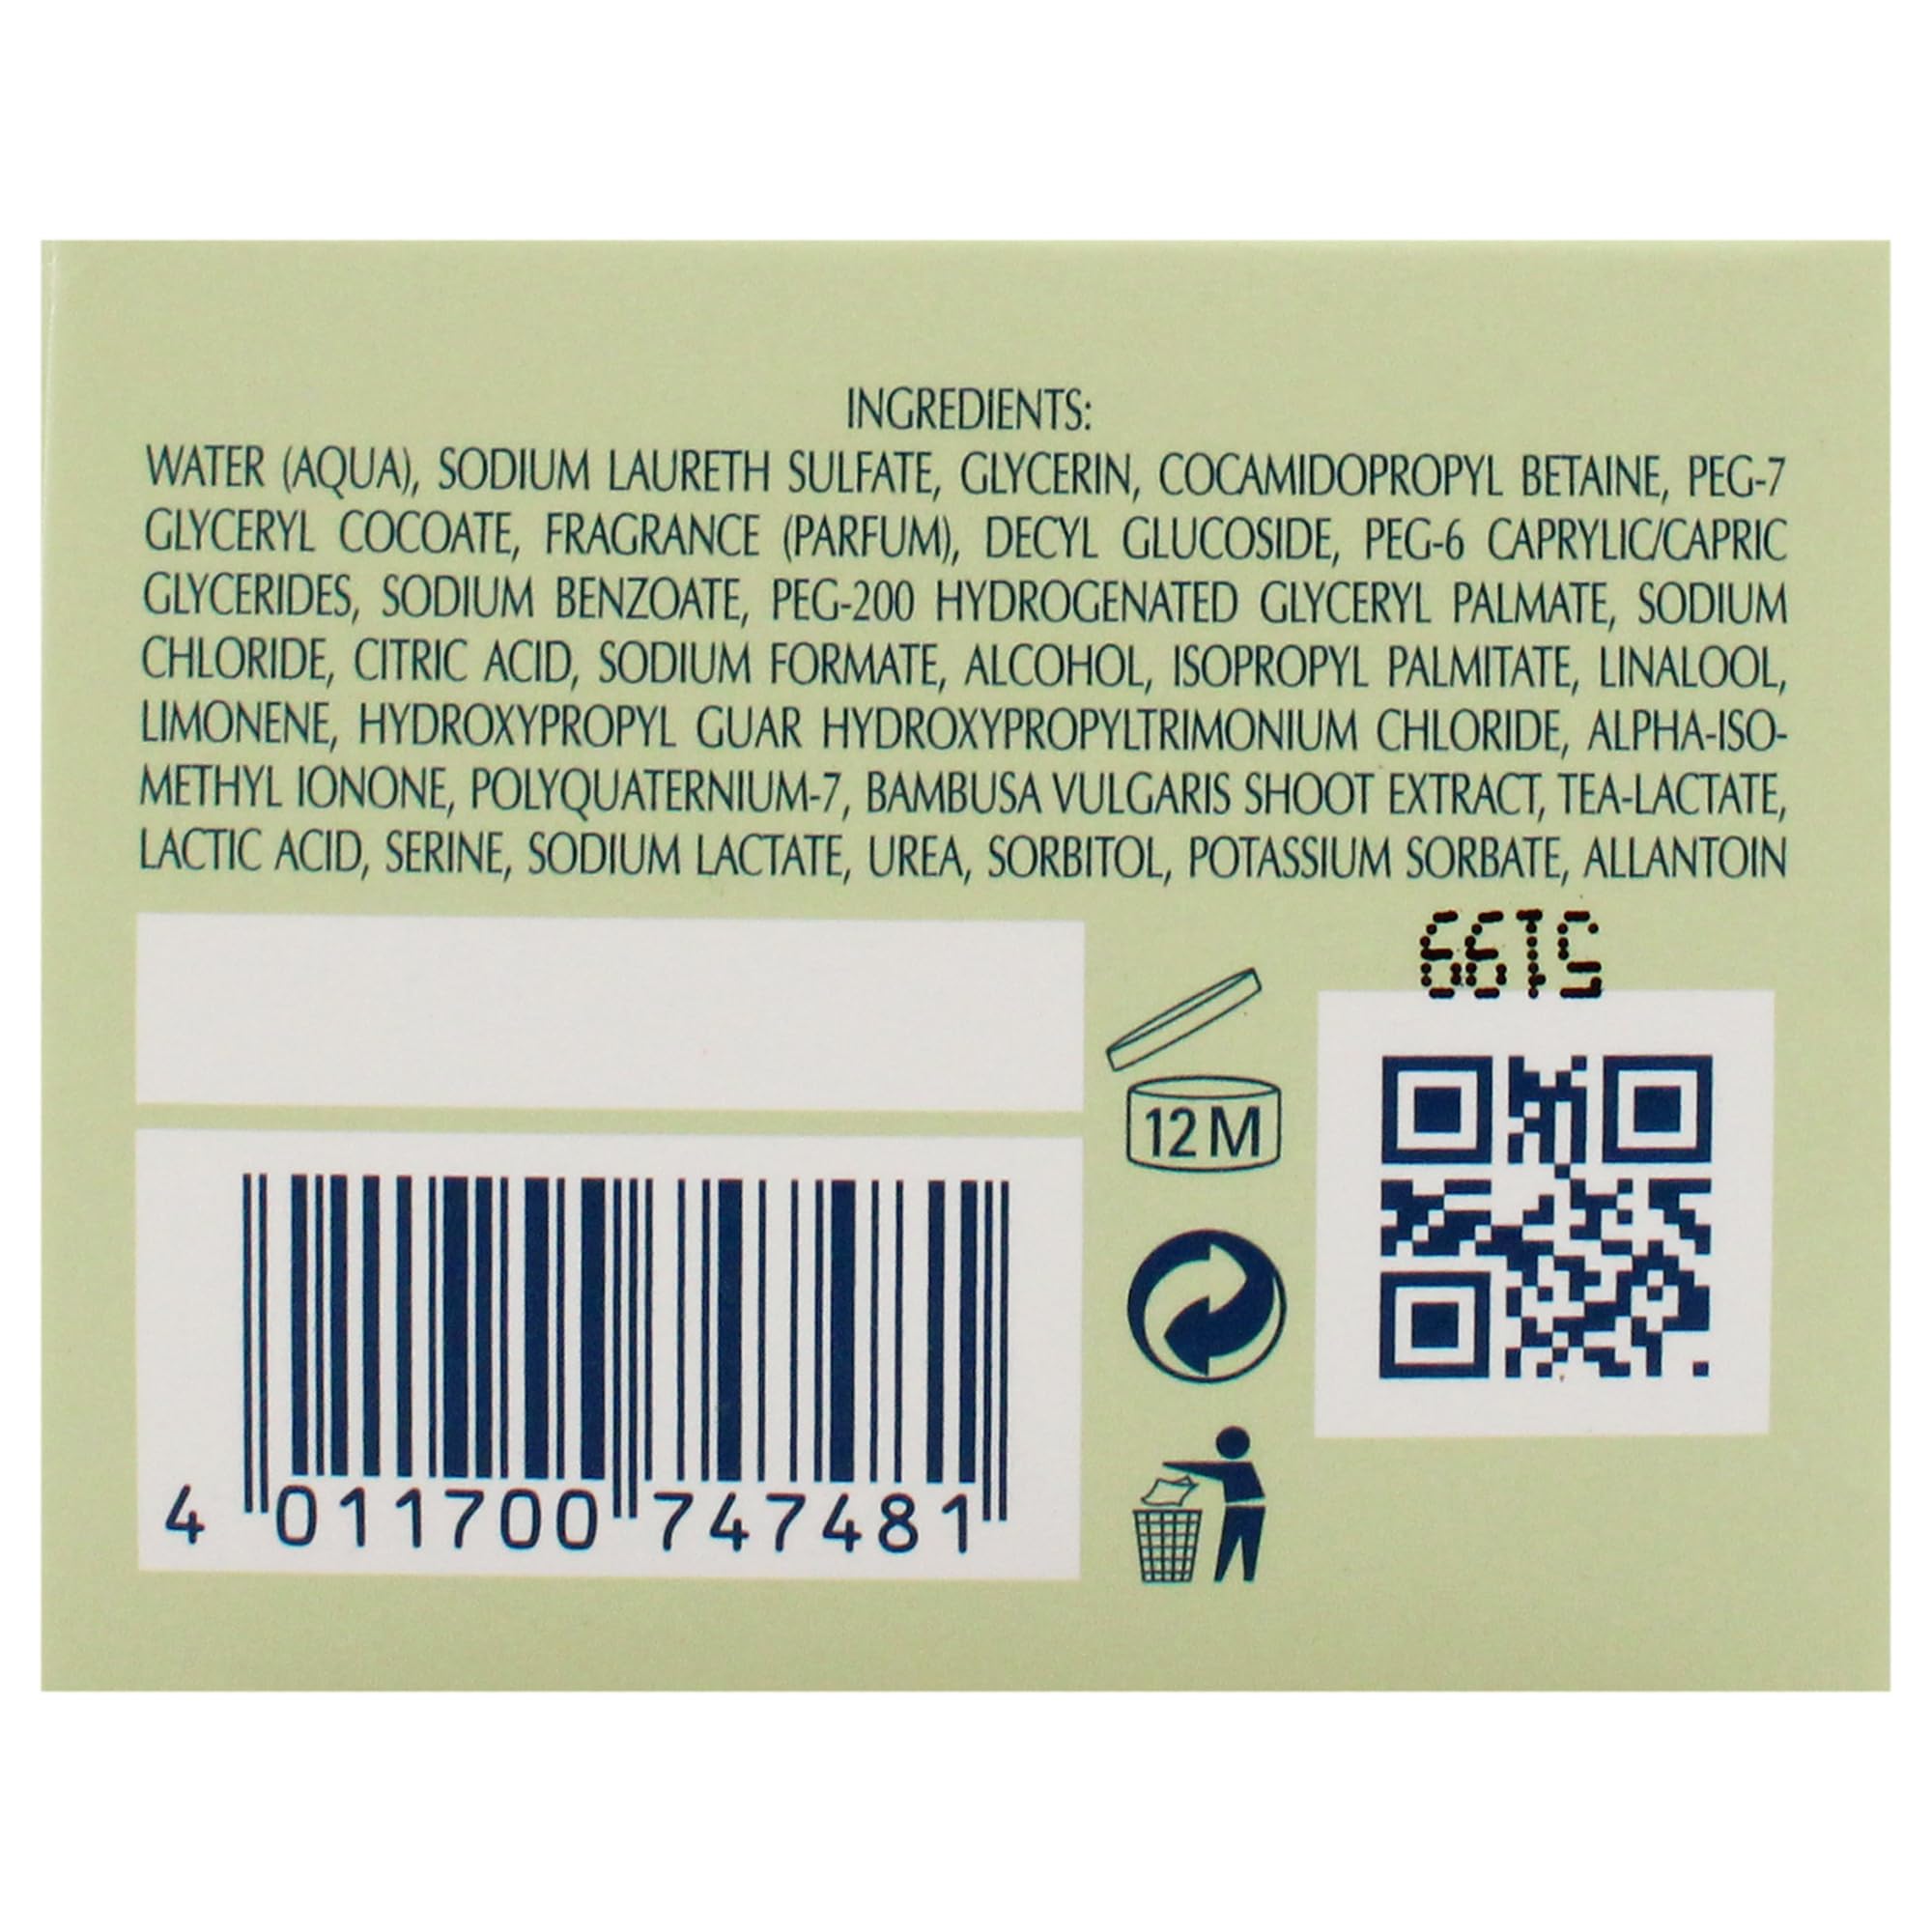 INGREDIENTS:
WATER (AQUA), SODIUM LAURETH SULFATE, GLYCERIN, COCAMIDOPROPYL BETAINE, PEG-7
GLYCERYL COCOATE, FRAGRANCE (PARFUM), DECYL GLUCOSIDE, PEG-6 CAPRYLIC/CAPRIC
GLYCERIDES, SODIUM BENZOATE, PEG-200 HYDROGENATED GLYCERYL PALMATE, SODIUM
CHLORIDE, CITRIC ACID, SODIUM FORMATE, ALCOHOL, ISOPROPYL PALMITATE, LINALOOL,
LIMONENE, HYDROXYPROPYL GUAR HYDROXYPROPYLTRIMONIUM CHLORIDE, ALPHA-ISO-
METHYL IONONE, POLYQUATERNIUM-7, BAMBUSA VULGARIS SHOOT EXTRACT, TEA-LACTATE,
LACTIC ACID, SERINE, SODIUM LACTATE, UREA, SORBITOL, POTASSIUM SORBATE, ALLANTOIN
5199
12 M
4 011700 747481